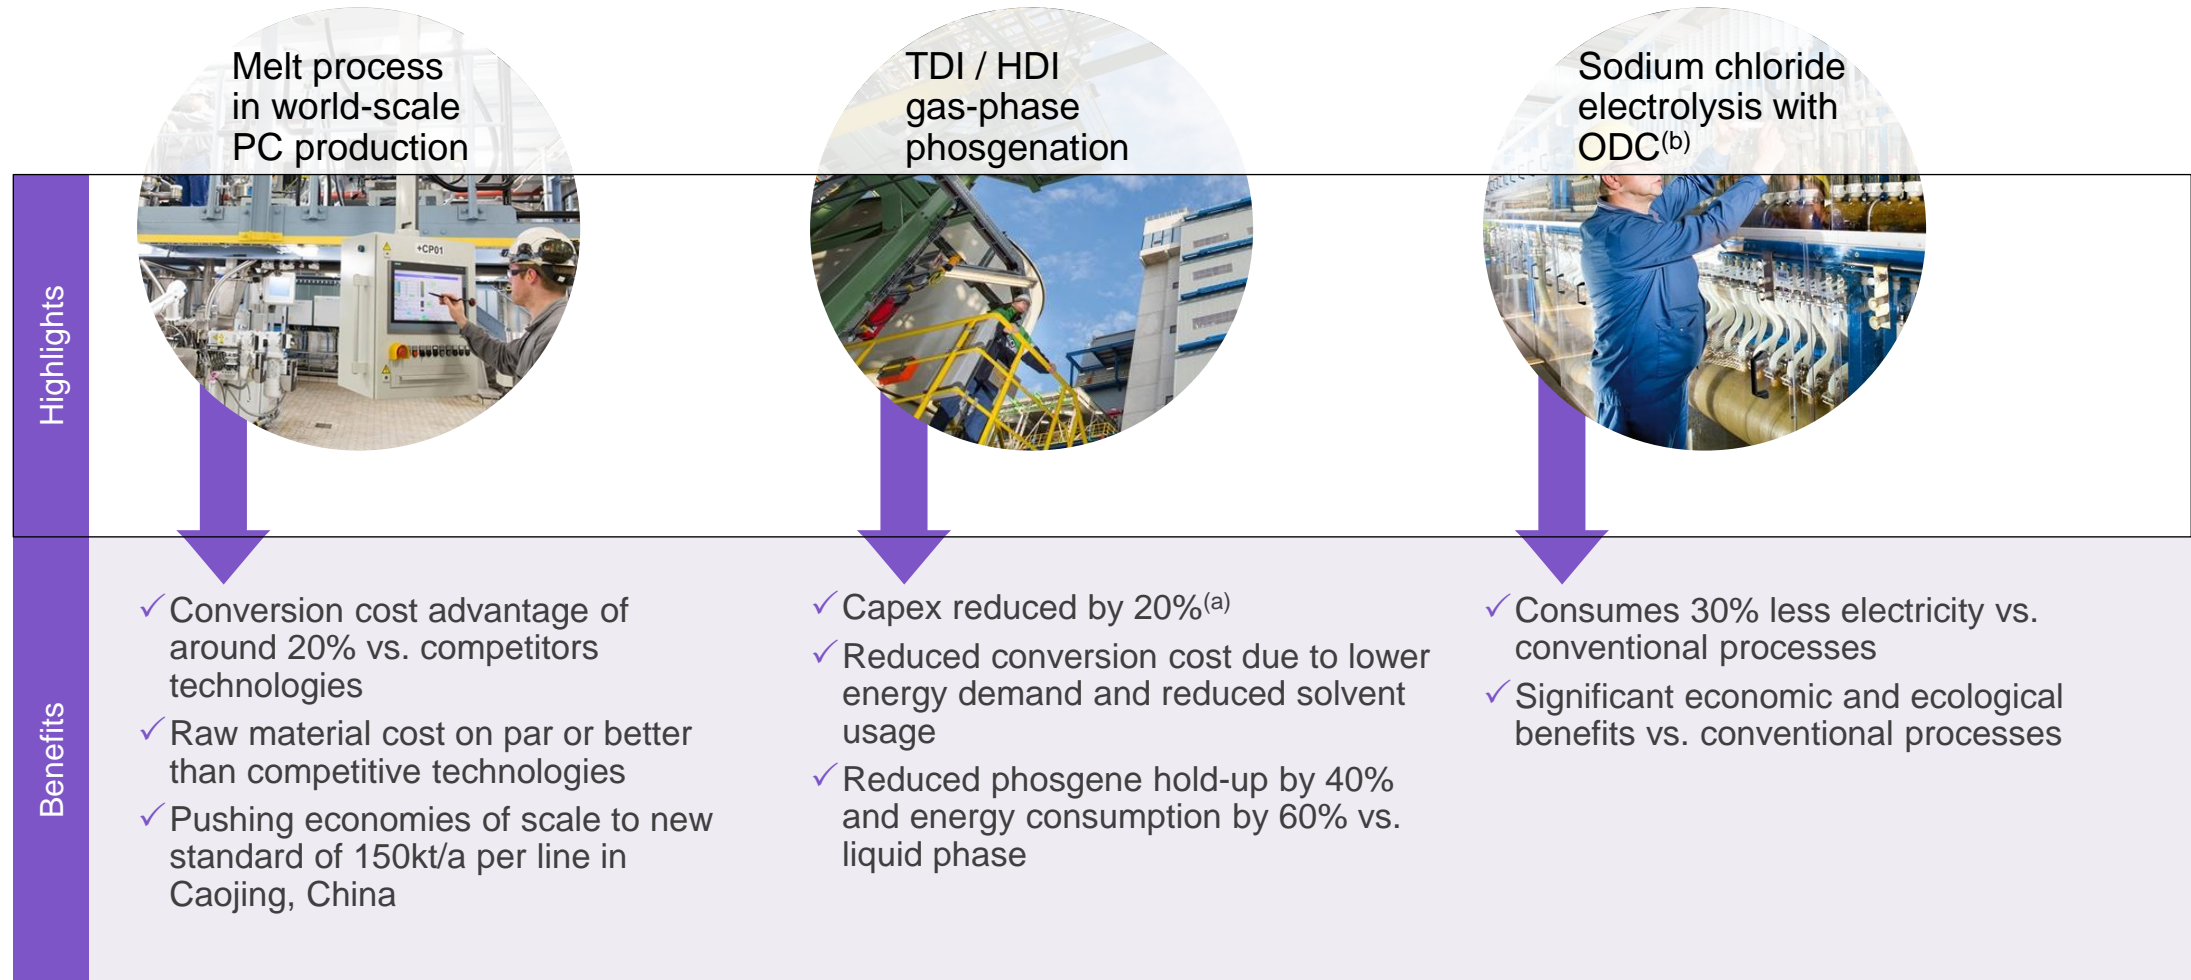 Melt process
in world-scale
PC production
TDI / HDI
gas-phase
phosgenation
Sodium chloride
electrolysis with
ODC(b)
+CP01
Highlights
Benefits
✓Conversion cost advantage of
around 20% vs. competitors
technologies
✓Raw material cost on par or better
than competitive technologies
✓Pushing economies of scale to new
standard of 150kt/a per line in
Caojing, China
✓Capex reduced by 20%(a)
✓Reduced conversion cost due to lower
energy demand and reduced solvent
usage
✓Reduced phosgene hold-up by 40%
and energy consumption by 60% vs.
liquid phase
✓Consumes 30% less electricity vs.
conventional processes
✓Significant economic and ecological
benefits vs. conventional processes